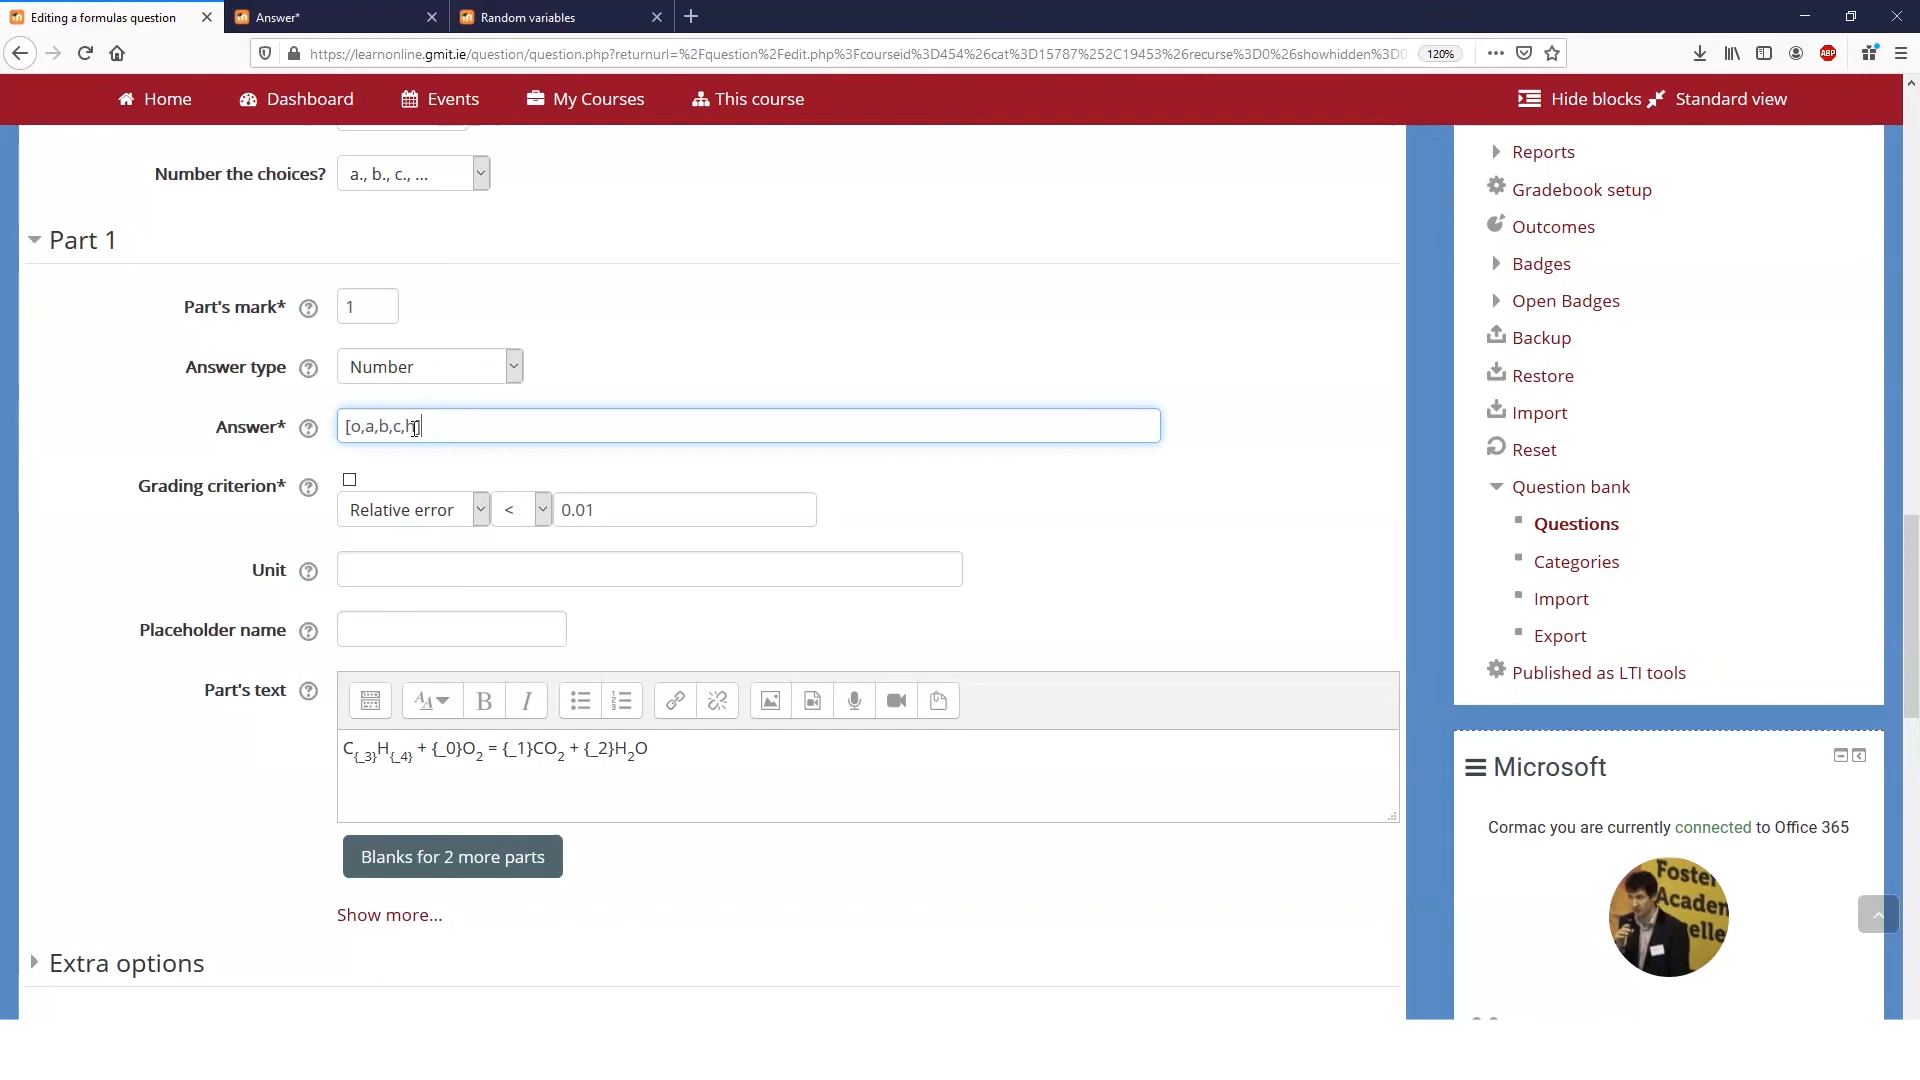 Editing a formulas question
Answer*
Random variables
https://learnonline.gmit.ie/question/question.php?returnurl=%2Fquestion%2Fedit.php%3Fcourseid%3D454%26cat%3D15787%252C19453%26recurse%3D0%26showhidden%3D0
120%
ABP
Home
Dashboard
Events
My Courses
This course
Hide blocks
Standard view
Number the choices?
a., b., c., ...
Part 1
Part's mark*
1
Answer type
Number
Answer*
[o,a,b,c,h]
Grading criterion*
Relative error
<
0.01
Unit
Placeholder name
Part's text
C{_3}H{_4} + {_0}O2 = {_1}CO2 + {_2}H2O
Blanks for 2 more parts
Show more...
Extra options
Reports
Gradebook setup
Outcomes
Badges
Open Badges
Backup
Restore
Import
Reset
Question bank
Questions
Categories
Import
Export
Published as LTI tools
Microsoft
Cormac you are currently connected to Office 365